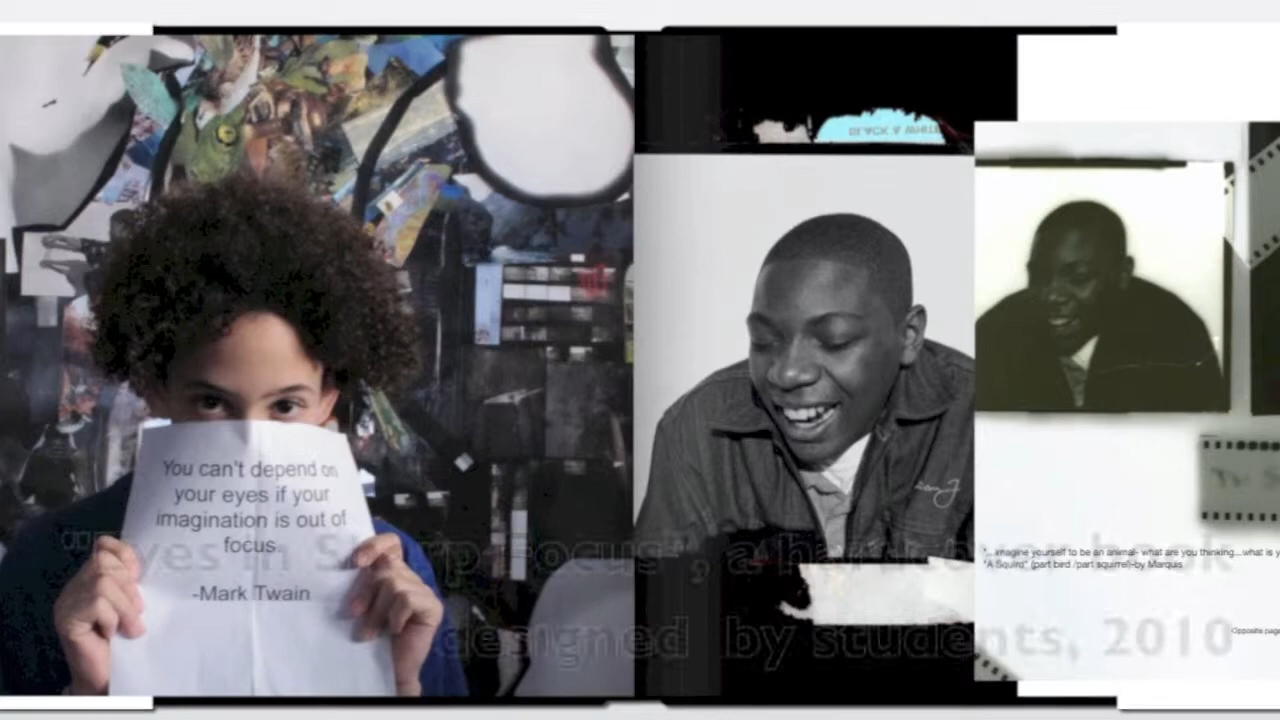 BLACK & WHITE
You can't depend on
your eyes if your
imagination is out of
focus.
-Mark Twain
"Eyes in Sharp Focus", a hardcover book
designed by students, 2010
"...imagine yourself to be an animal- what are you thinking...what is y
"A Squird" (part bird /part squirrel)-by Marquis
Opposite page